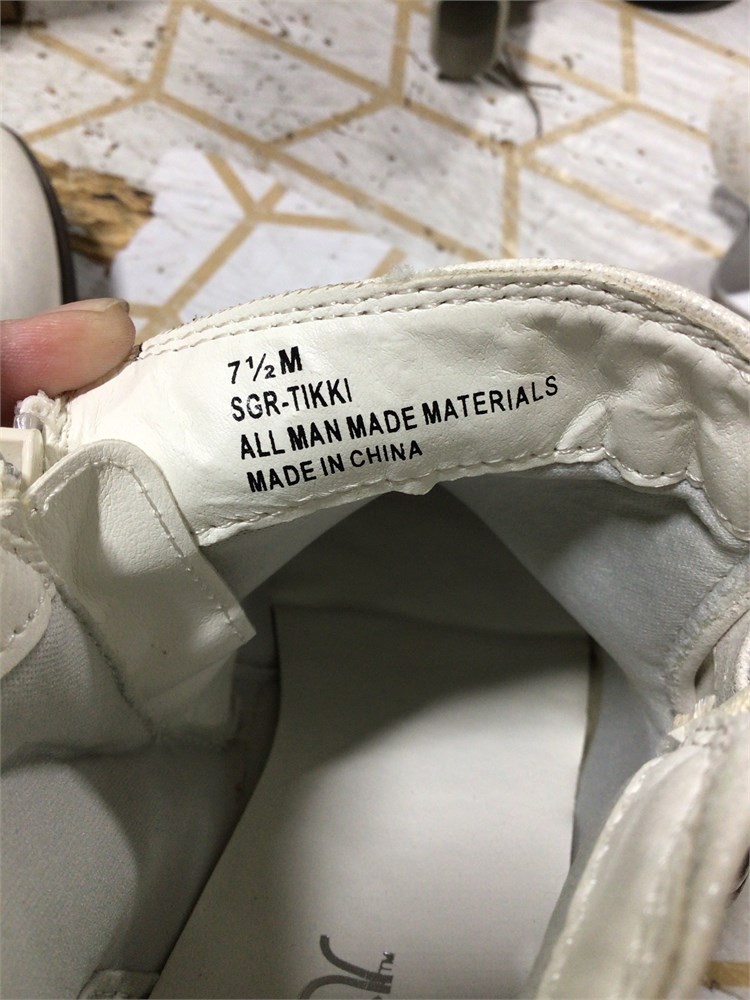 7½M
SGR-TIKKI
ALL MAN MADE MATERIALS
MADE IN CHINA